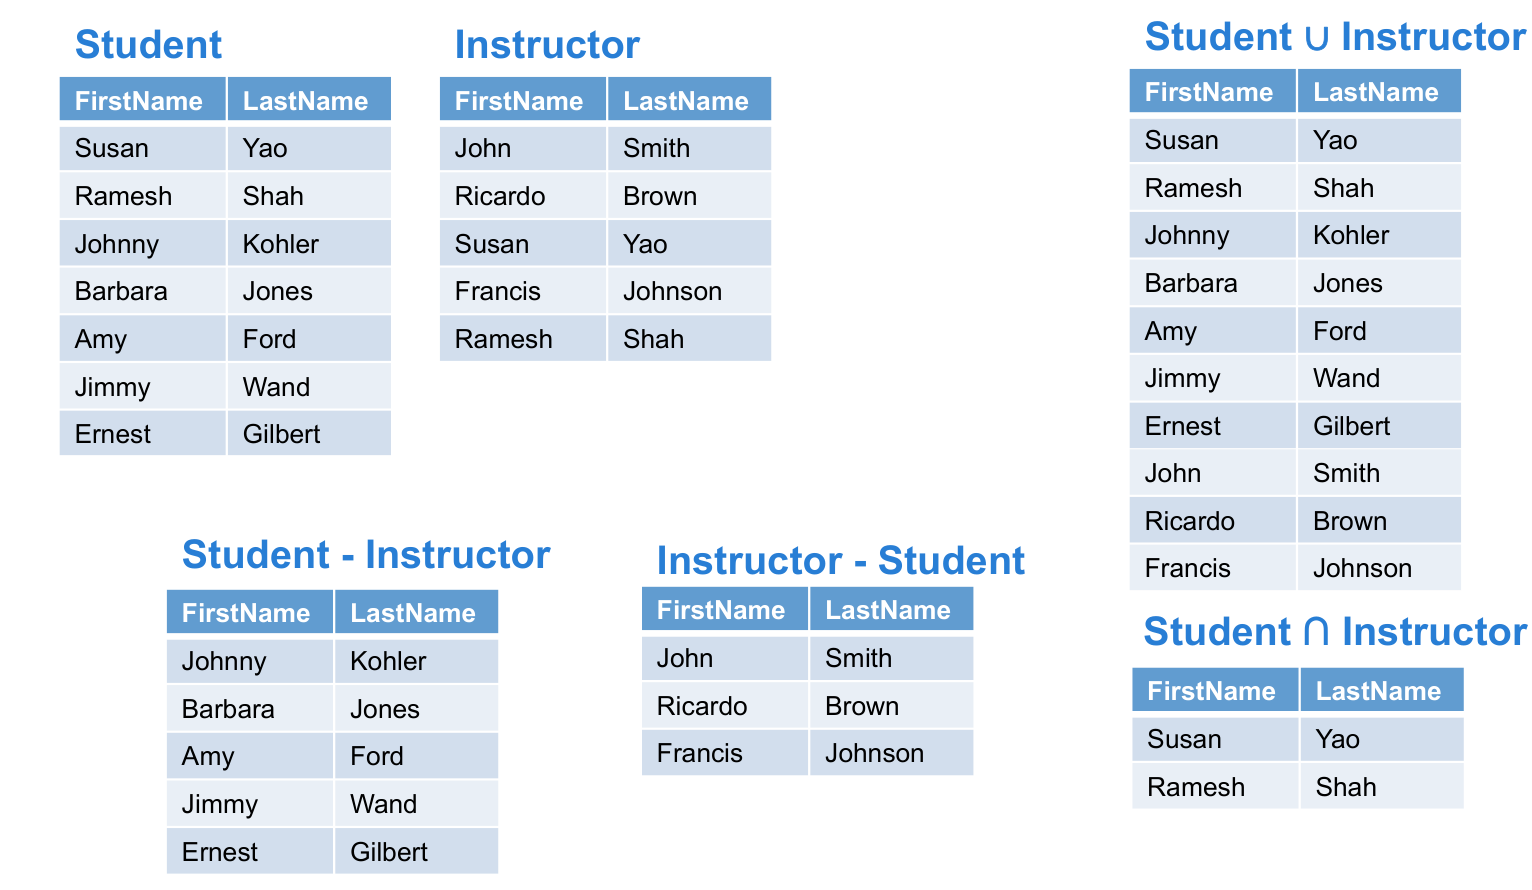 Student
FirstName LastName
Susan Yao
Ramesh Shah
Johnny Kohler
Barbara Jones
Amy Ford
Jimmy Wand
Ernest Gilbert
Instructor
FirstName LastName
John Smith
Ricardo Brown
Susan Yao
Francis Johnson
Ramesh Shah
Student ∪ Instructor
FirstName LastName
Susan Yao
Ramesh Shah
Johnny Kohler
Barbara Jones
Amy Ford
Jimmy Wand
Ernest Gilbert
John Smith
Ricardo Brown
Francis Johnson
Student - Instructor
FirstName LastName
Johnny Kohler
Barbara Jones
Amy Ford
Jimmy Wand
Ernest Gilbert
Instructor - Student
FirstName LastName
John Smith
Ricardo Brown
Francis Johnson
Student ∩ Instructor
FirstName LastName
Susan Yao
Ramesh Shah